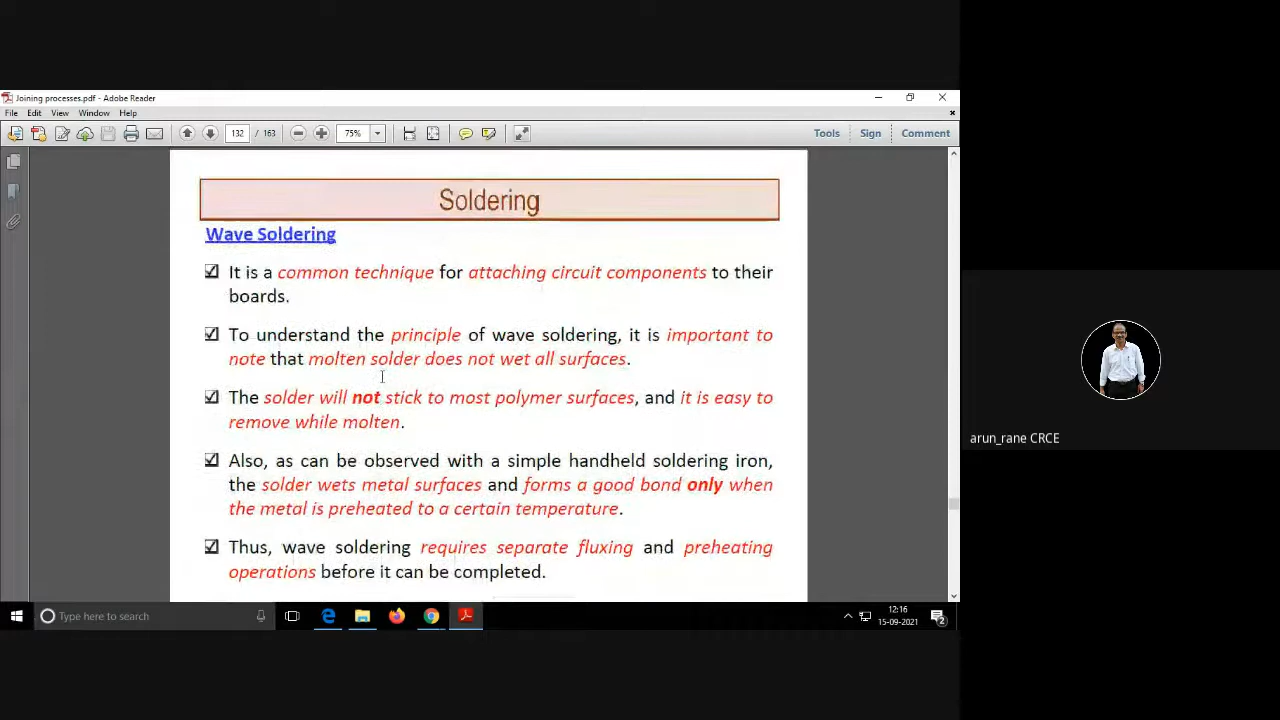 Joining processes.pdf - Adobe Reader
File Edit View Window Help
132 / 163 75% Tools Sign Comment
Soldering
Wave Soldering
It is a common technique for attaching circuit components to their
boards.
To understand the principle of wave soldering, it is important to
note that molten solder does not wet all surfaces.
The solder will not stick to most polymer surfaces, and it is easy to
remove while molten.
Also, as can be observed with a simple handheld soldering iron,
the solder wets metal surfaces and forms a good bond only when
the metal is preheated to a certain temperature.
Thus, wave soldering requires separate fluxing and preheating
operations before it can be completed.
arun_rane CRCE
Type here to search
12:16
15-09-2021
2